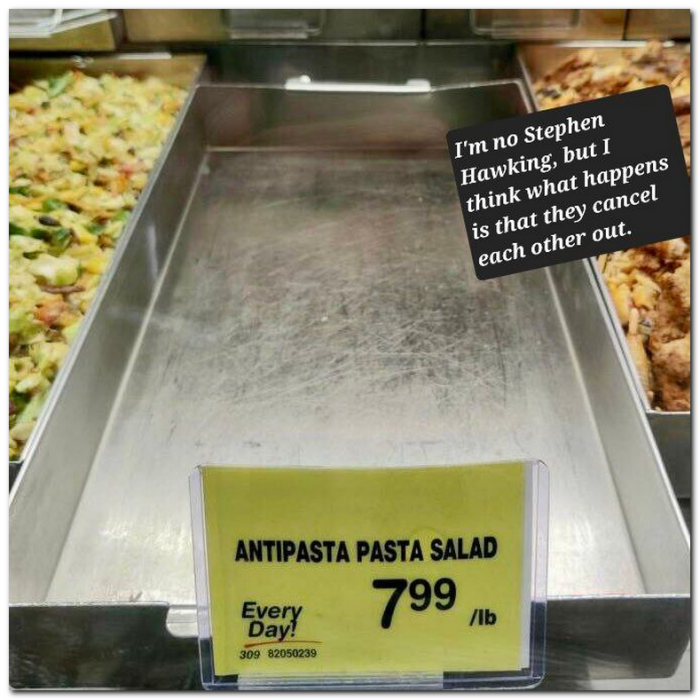 I'm no Stephen
Hawking, but I
think what happens
is that they cancel
each other out.
ANTIPASTA PASTA SALAD
Every
Day!
799 /lb
309 82050239